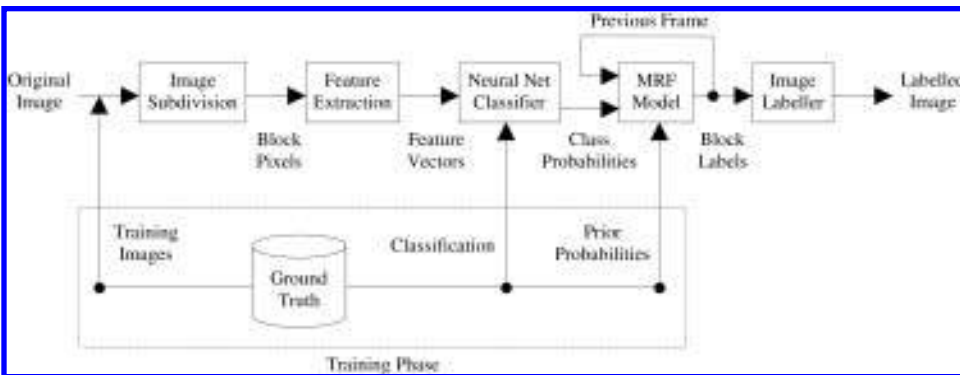 Previous Frame
Original
Image
Image
Subdivision
Feature
Extraction
Neural Net
Classifier
MRF
Model
Image
Labeller
Labelled
Image
Block
Pixels
Feature
Vectors
Class
Probabilities
Block
Labels
Training
Images
Ground
Truth
Classification
Prior
Probabilities
Training Phase